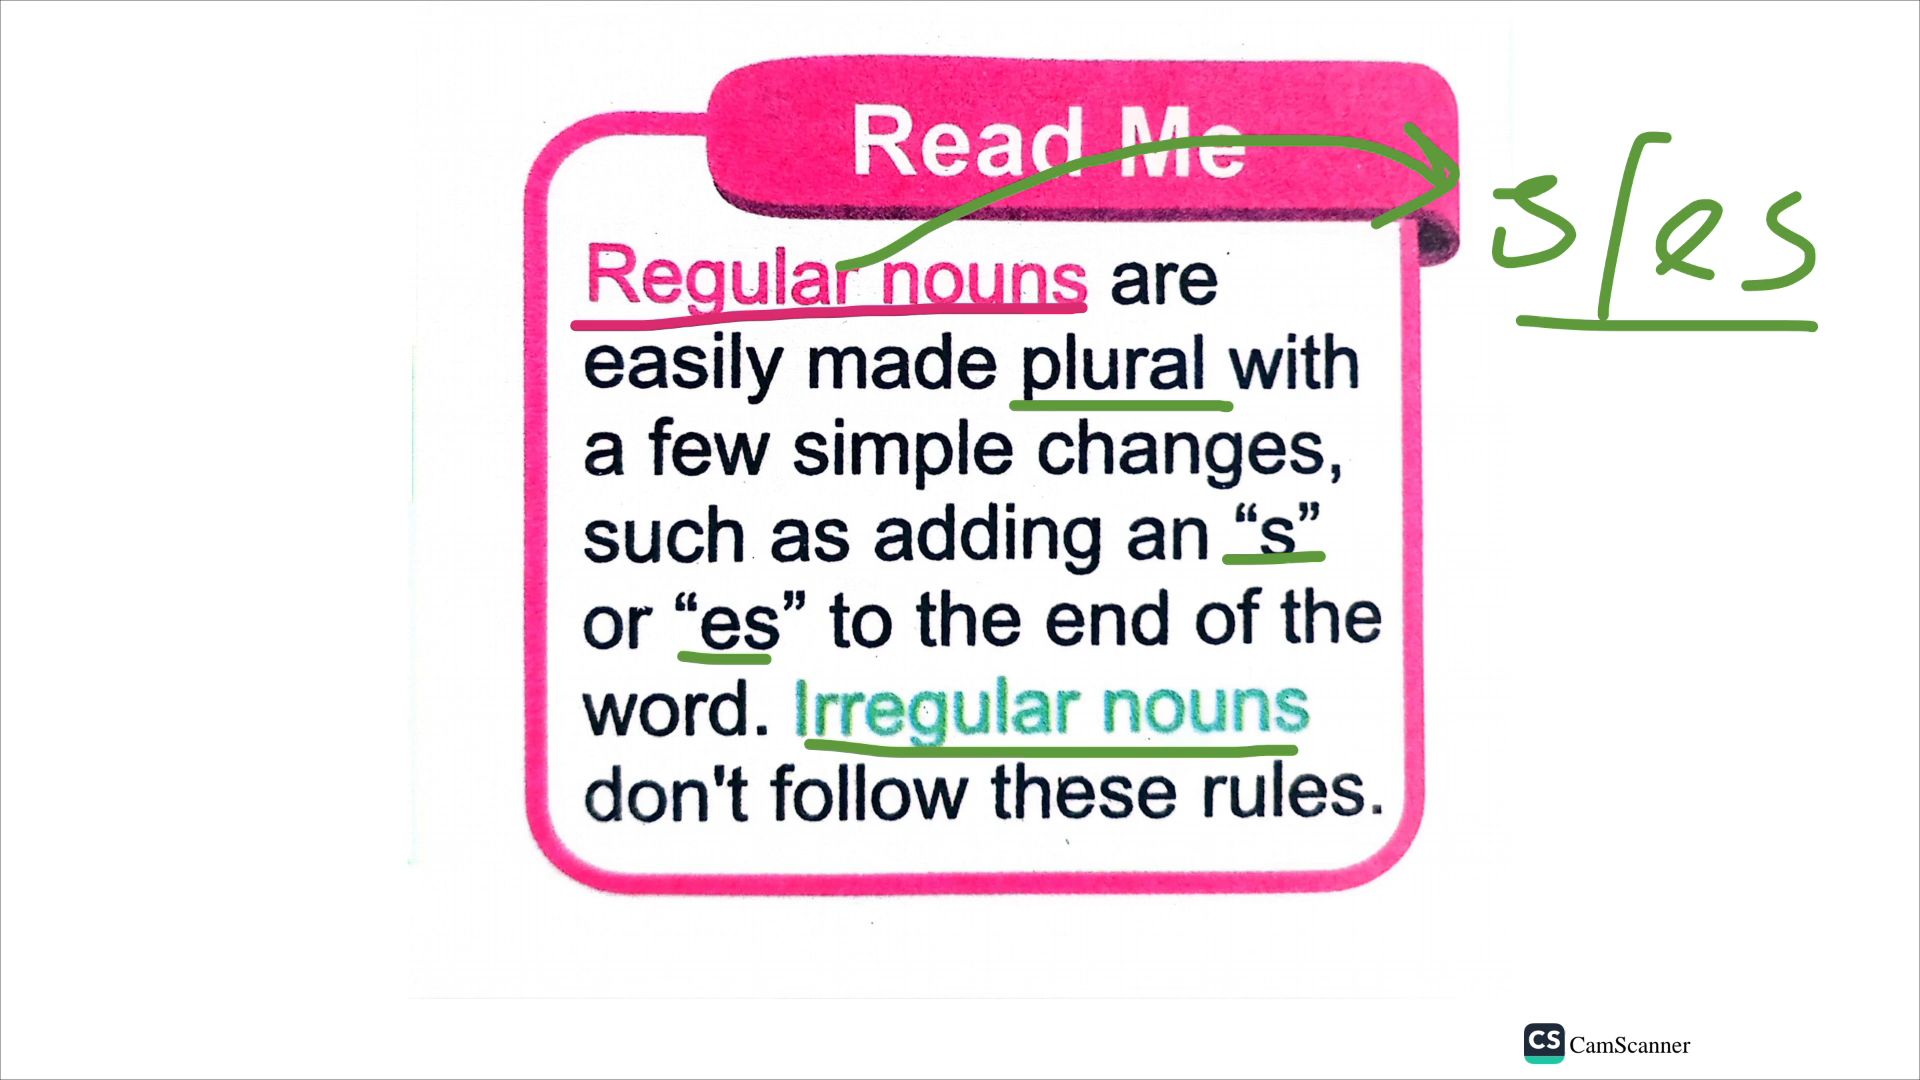 Read Me
s/es
Regular nouns are
easily made plural with
a few simple changes,
such as adding an “s”
or “es” to the end of the
word. Irregular nouns
don't follow these rules.
CS CamScanner